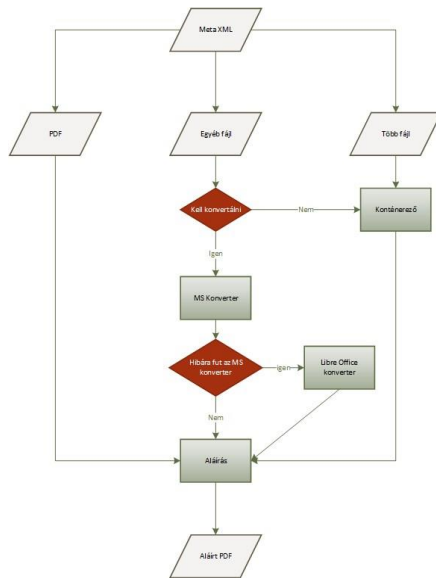 Meta XML
PDF
Egyéb fájl
Több fájl
Kell konvertálni
Nem
Konténerező
Igen
MS Konverter
Hibára fut az MS
konverter
igen
Libre Office
konverter
Nem
Aláírás
Aláírt PDF